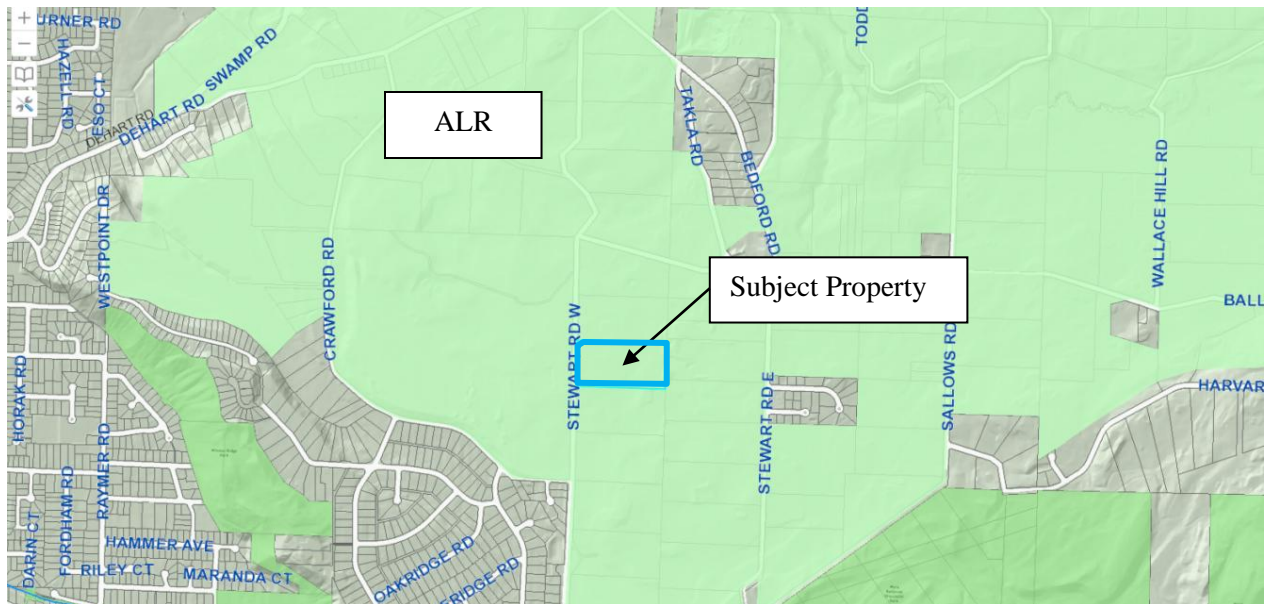 URNER RD
HAZELL RD
ESO CT
DEHART RD
DEHART RD
SWAMP RD
ALR
TODD
TAKLA RD
BEDFORD RD
WALLACE HILL RD
WESTPOINT DR
CRAWFORD RD
STEWART RD W
Subject Property
BALL
HORAK RD
RAYMER RD
STEWART RD E
SALLOWS RD
HARVAR
FORDHAM RD
DARIN CT
HAMMER AVE
RILEY CT
MARANDA CT
OAKRIDGE RD
ERIDGE RD